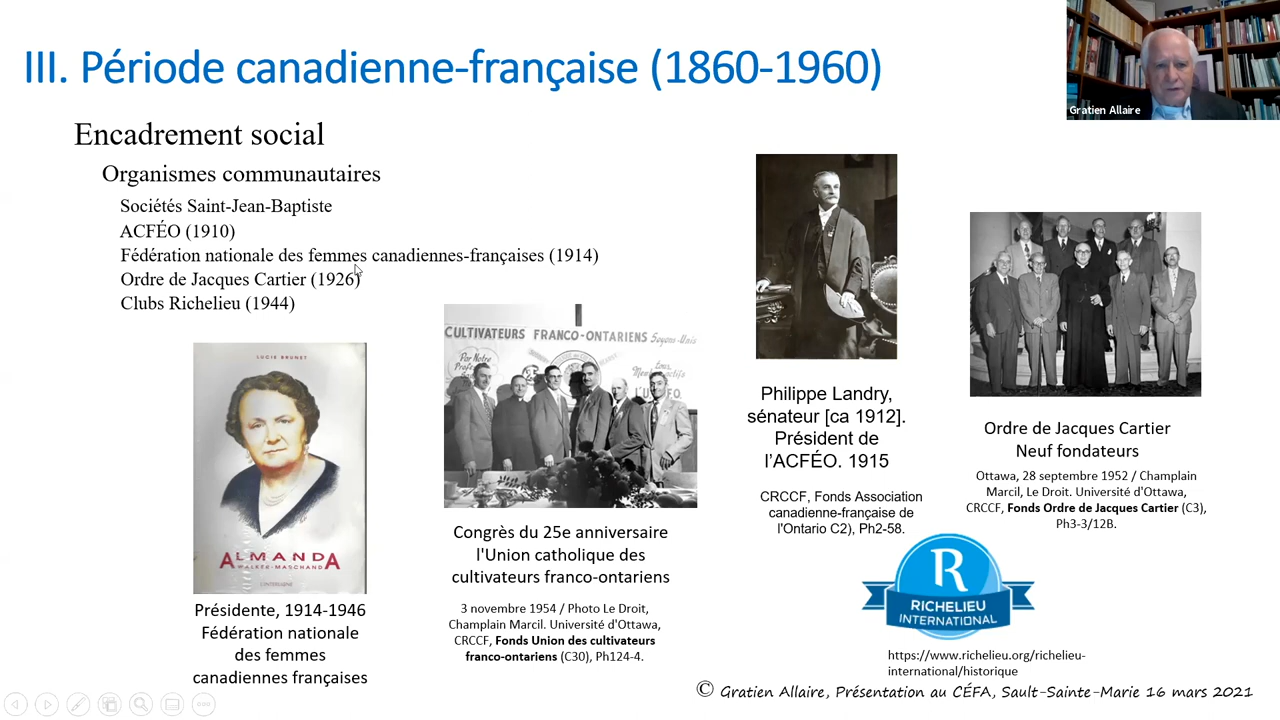 III. Période canadienne-française (1860-1960)
Gratien Allaire
Encadrement social
Organismes communautaires
Sociétés Saint-Jean-Baptiste
ACFÉO (1910)
Fédération nationale des femmes canadiennes-françaises (1914)
Ordre de Jacques Cartier (1926)
Clubs Richelieu (1944)
LUCIE BRUNET
ALMANDA
WALKER-MARCHAND
Présidente, 1914-1946
Fédération nationale
des femmes
canadiennes françaises
CULTIVATEURS FRANCO-ONTARIENS Soyons-Unis
Par Notre
L'U.C.F.O.
Congrès du 25e anniversaire
l'Union catholique des
cultivateurs franco-ontariens
3 novembre 1954 / Photo Le Droit,
Champlain Marcil. Université d'Ottawa,
CRCCF, Fonds Union des cultivateurs
franco-ontariens (C30), Ph124-4.
Philippe Landry,
sénateur [ca 1912].
Président de
l'ACFÉO. 1915
CRCCF, Fonds Association
canadienne-française de
l'Ontario C2), Ph2-58.
Ordre de Jacques Cartier
Neuf fondateurs
Ottawa, 28 septembre 1952 / Champlain
Marcil, Le Droit. Université d'Ottawa,
CRCCF, Fonds Ordre de Jacques Cartier (C3),
Ph3-3/12B.
R
RICHELIEU
INTERNATIONAL
https://www.richelieu.org/richelieu-
international/historique
© Gratien Allaire, Présentation au CÉFA, Sault-Sainte-Marie 16 mars 2021